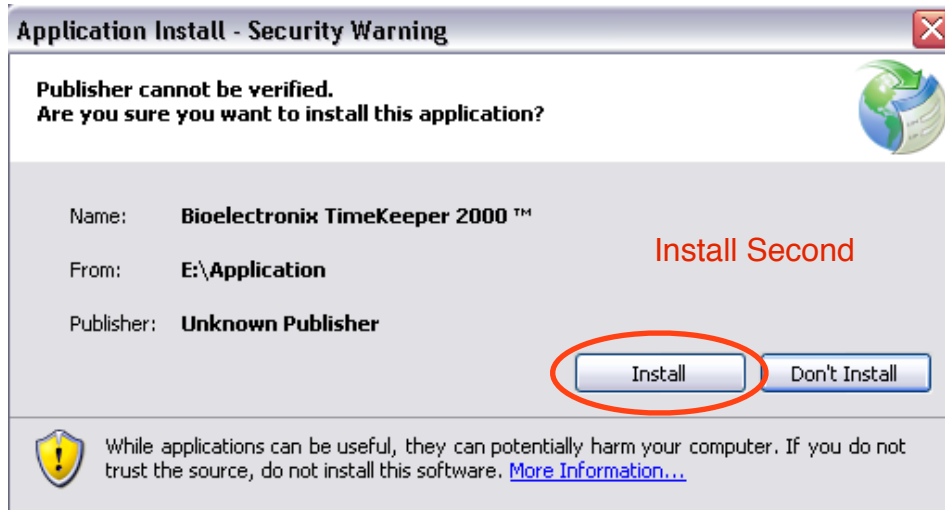 Application Install - Security Warning
Publisher cannot be verified.
Are you sure you want to install this application?
Name: Bioelectronix TimeKeeper 2000 ™
Install Second
From: E:\Application
Publisher: Unknown Publisher
Install Don't Install
While applications can be useful, they can potentially harm your computer. If you do not
trust the source, do not install this software. More Information...